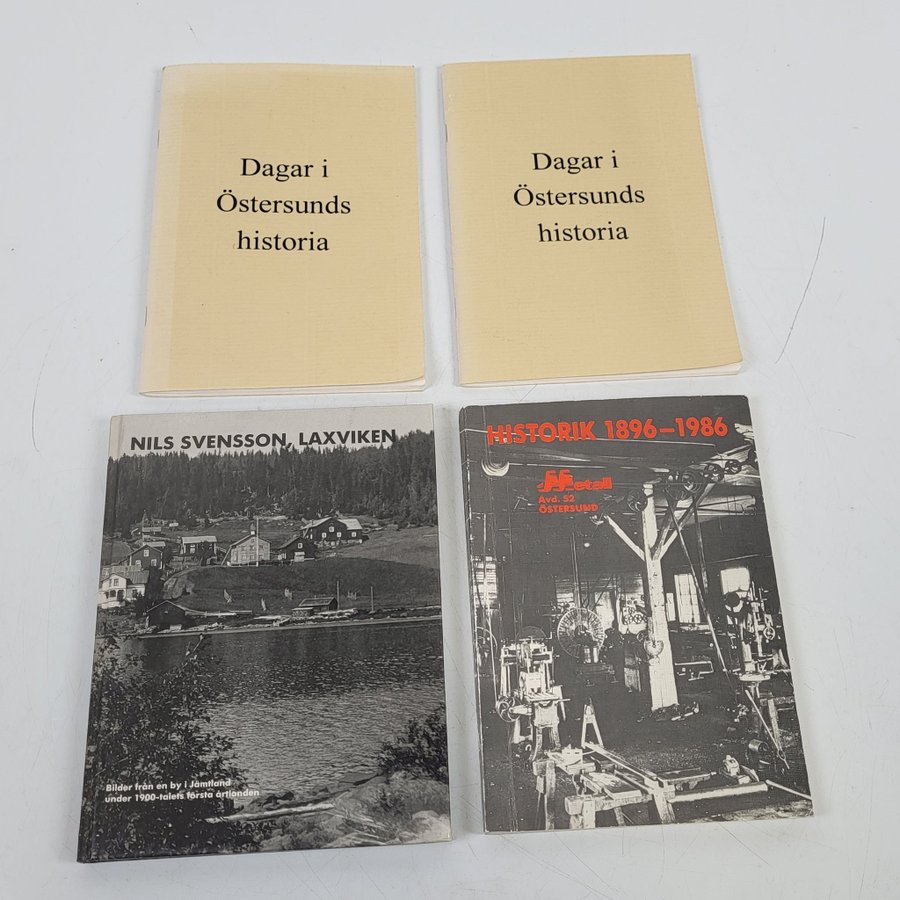 Dagar i
Östersunds
historia
Dagar i
Östersunds
historia
NILS SVENSSON, LAXVIKEN
Bilder från en by i Jämtland
under 1900-talets första årtionden
HISTORIK 1896–1986
Metall
Avd. 52
ÖSTERSUND